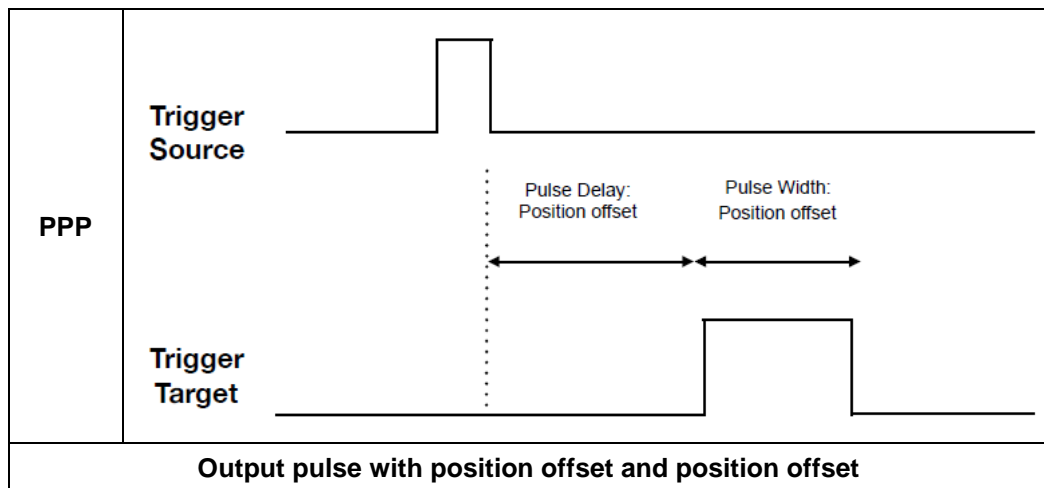 PPP
Trigger
Source
Pulse Delay:
Position offset
Pulse Width:
Position offset
Trigger
Target
Output pulse with position offset and position offset